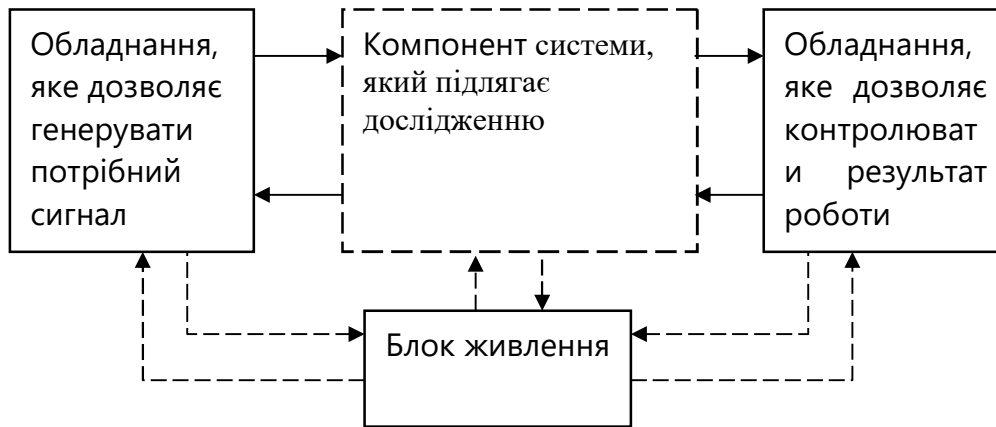 Обладнання,
яке дозволяє
генерувати
потрібний
сигнал
Компонент системи,
який підлягає
дослідженню
Обладнання,
яке дозволяє
контролюват
и результат
роботи
Блок живлення